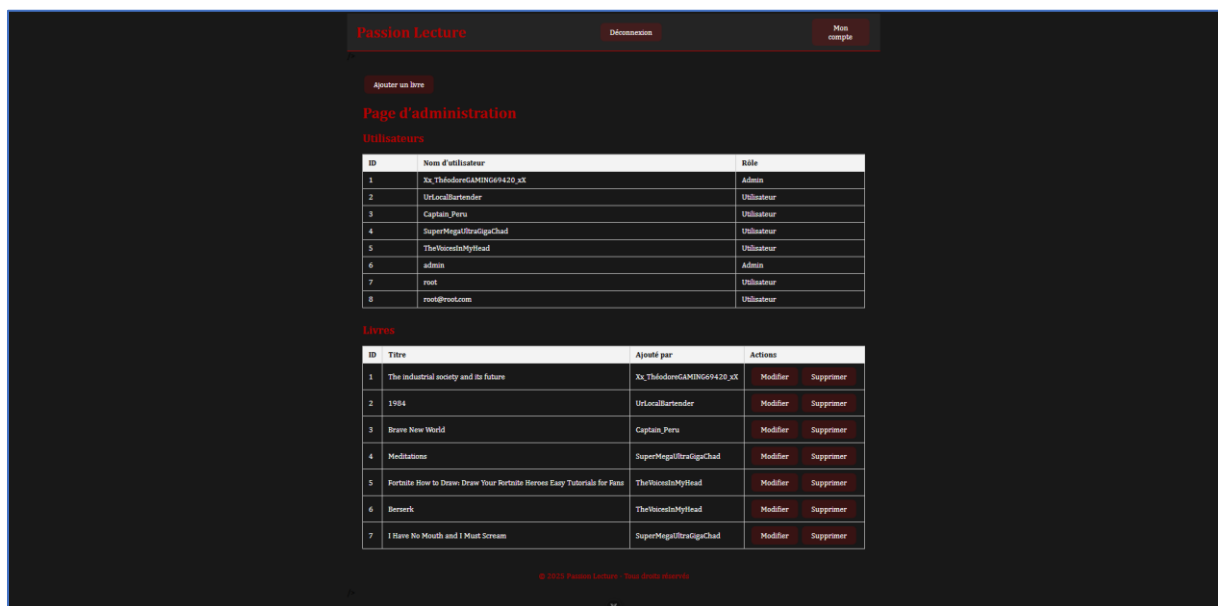 Passion Lecture Déconnexion Mon compte
Ajouter un livre
Page d'administration
Utilisateurs
ID Nom d'utilisateur Rôle
1 Xx_ThéodoreGAMING69420_xX Admin
2 UrLocalBartender Utilisateur
3 Captain_Peru Utilisateur
4 SuperMegaUltraGigaChad Utilisateur
5 TheVoicesInMyHead Utilisateur
6 admin Admin
7 root Utilisateur
8 root@root.com Utilisateur
Livres
ID Titre Ajouté par Actions
1 The industrial society and its future Xx_ThéodoreGAMING69420_xX Modifier Supprimer
2 1984 UrLocalBartender Modifier Supprimer
3 Brave New World Captain_Peru Modifier Supprimer
4 Meditations SuperMegaUltraGigaChad Modifier Supprimer
5 Fortnite How to Draw: Draw Your Fortnite Heroes Easy Tutorials for Fans TheVoicesInMyHead Modifier Supprimer
6 Berserk TheVoicesInMyHead Modifier Supprimer
7 I Have No Mouth and I Must Scream SuperMegaUltraGigaChad Modifier Supprimer
© 2025 Passion Lecture - Tous droits réservés